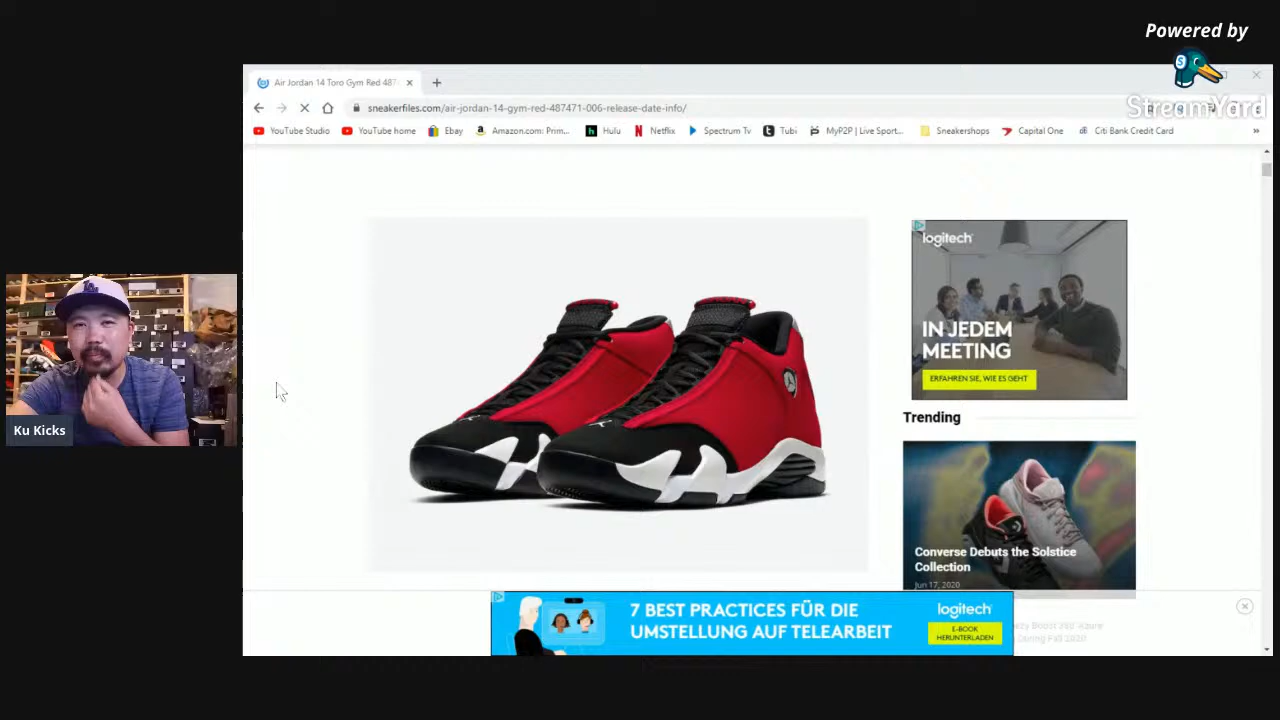 Powered by
StreamYard
Air Jordan 14 Toro Gym Red 487
sneakerfiles.com/air-jordan-14-gym-red-487471-006-release-date-info/
YouTube Studio
YouTube home
Ebay
Amazon.com: Prim...
Hulu
Netflix
Spectrum Tv
Tubi
MyP2P | Live Sport...
Sneakershops
Capital One
Citi Bank Credit Card
logitech
IN JEDEM
MEETING
ERFAHREN SIE, WIE ES GEHT
Trending
Ku Kicks
Converse Debuts the Solstice
Collection
Jun 17, 2020
7 BEST PRACTICES FÜR DIE
UMSTELLUNG AUF TELEARBEIT
logitech
E-BOOK
HERUNTERLADEN